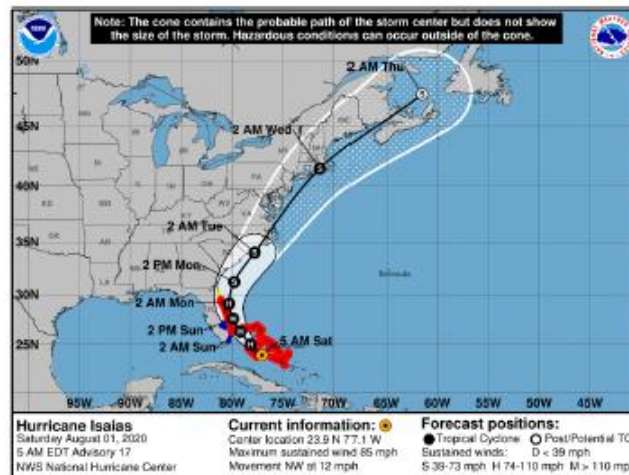 Note: The cone contains the probable path of the storm center but does not show
the size of the storm. Hazardous conditions can occur outside of the cone.
2 AM Thu
50N
2 AM Wed
45N
40N
2 AM Tue
35N
2 PM Mon
30N
2 AM Mon
2 PM Sun
5 AM Sat
2 AM Sun
25N
95W 90W 85W 80W 75W 70W 65W 60W 55W 50W 45W
Hurricane Isaias
Saturday August 01, 2020
5 AM EDT Advisory 17
NWS National Hurricane Center
Current information:
Center location 23.9 N 77.1 W
Maximum sustained wind 85 mph
Movement NW at 12 mph
Forecast positions:
Tropical Cyclone Post/Potential TC
Sustained winds: D < 39 mph
S 39-73 mph H 74-110 mph M > 110 mph